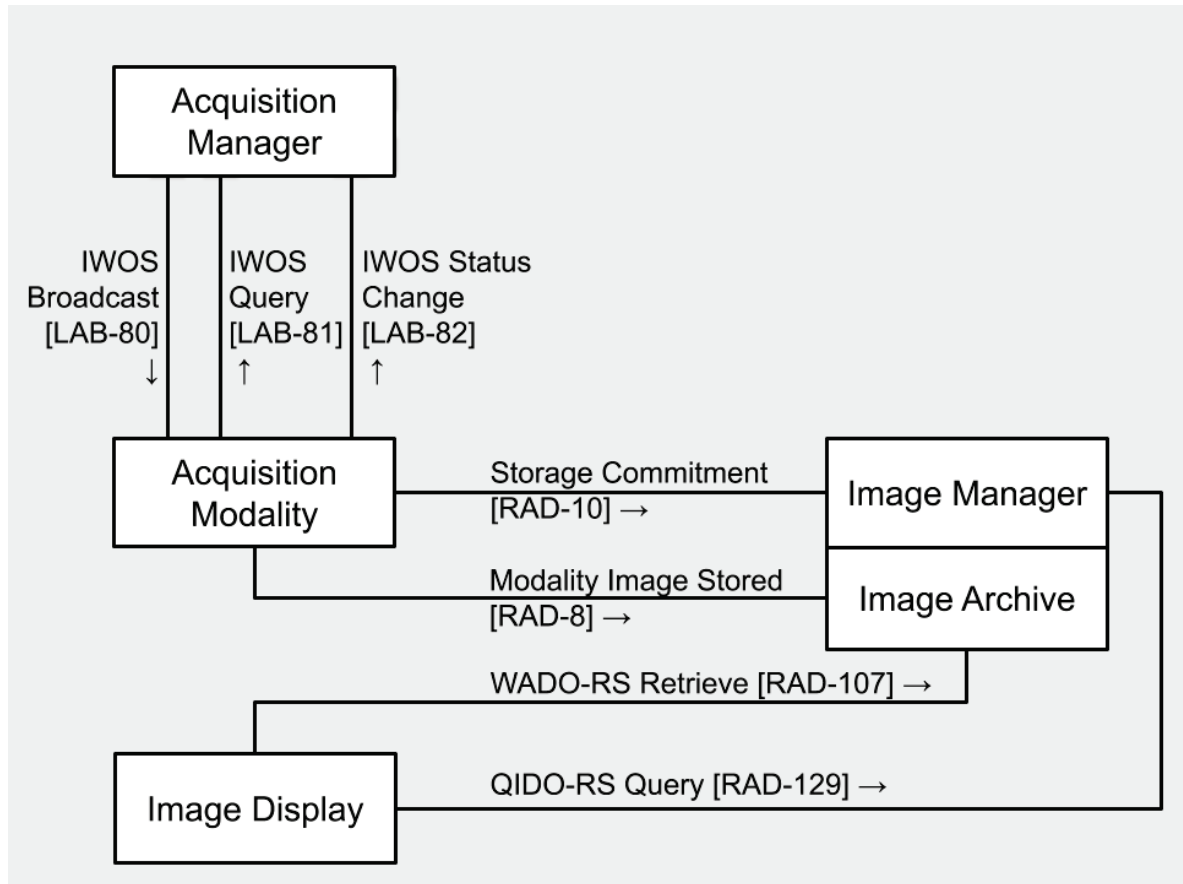 Acquisition
Manager
IWOS
Broadcast
[LAB-80]
↓
IWOS
Query
[LAB-81]
↑
IWOS Status
Change
[LAB-82]
↑
Acquisition
Modality
Storage Commitment
[RAD-10] →
Image Manager
Modality Image Stored
[RAD-8] →
Image Archive
WADO-RS Retrieve [RAD-107] →
Image Display
QIDO-RS Query [RAD-129] →